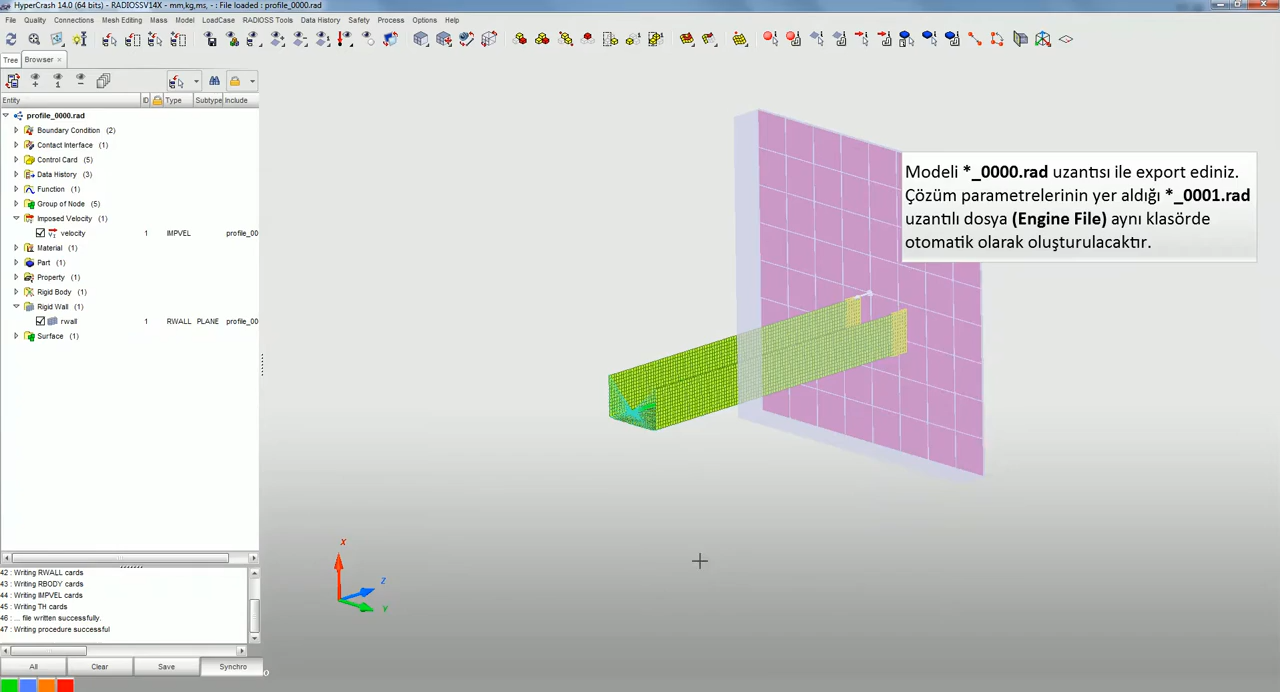 HyperCrash 14.0 (64 bits) - RADIOSSV14X - mm,kg,ms, - : File loaded : profile_0000.rad
File Quality Connections Mesh Editing Mass Model LoadCase RADIOSS Tools Data History Safety Process Options Help
Tree Browser
Entity ID Type Subtype Include
profile_0000.rad
Boundary Condition (2)
Contact Interface (1)
Control Card (5)
Data History (3)
Function (1)
Group of Node (5)
Imposed Velocity (1)
velocity 1 IMPVEL profile_00
Material (1)
Part (1)
Property (1)
Rigid Body (1)
Rigid Wall (1)
rwall 1 RWALL PLANE profile_00
Surface (1)
Modeli *_0000.rad uzantısı ile export ediniz.
Çözüm parametrelerinin yer aldığı *_0001.rad
uzantılı dosya (Engine File) aynı klasörde
otomatik olarak oluşturulacaktır.
x
z
y
42 : Writing RWALL cards
43 : Writing RBODY cards
44 : Writing IMPVEL cards
45 : Writing TH cards
46 : ... file written successfully.
47 : Writing procedure successful
All Clear Save Synchro